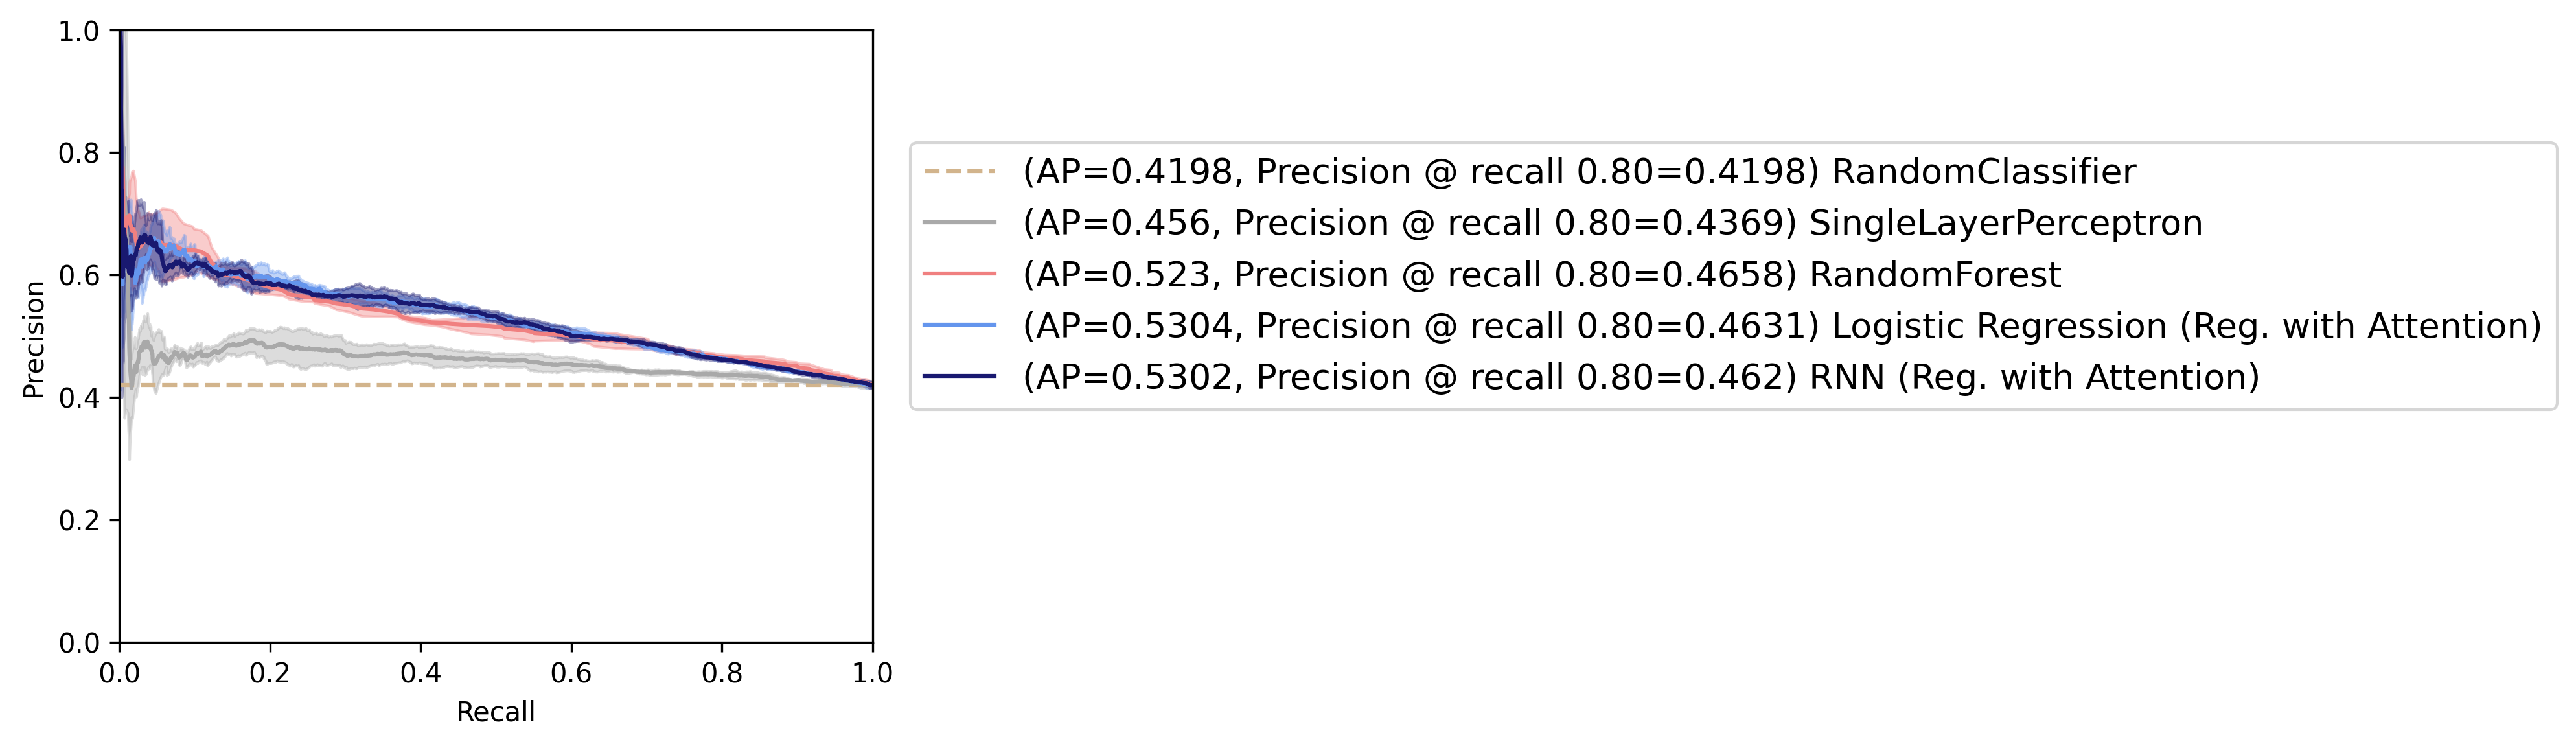 1.0
0.8
0.6
0.4
0.2
0.0
Precision
0.0 0.2 0.4 0.6 0.8 1.0
Recall
(AP=0.4198, Precision @ recall 0.80=0.4198) RandomClassifier
(AP=0.456, Precision @ recall 0.80=0.4369) SingleLayerPerceptron
(AP=0.523, Precision @ recall 0.80=0.4658) RandomForest
(AP=0.5304, Precision @ recall 0.80=0.4631) Logistic Regression (Reg. with Attention)
(AP=0.5302, Precision @ recall 0.80=0.462) RNN (Reg. with Attention)